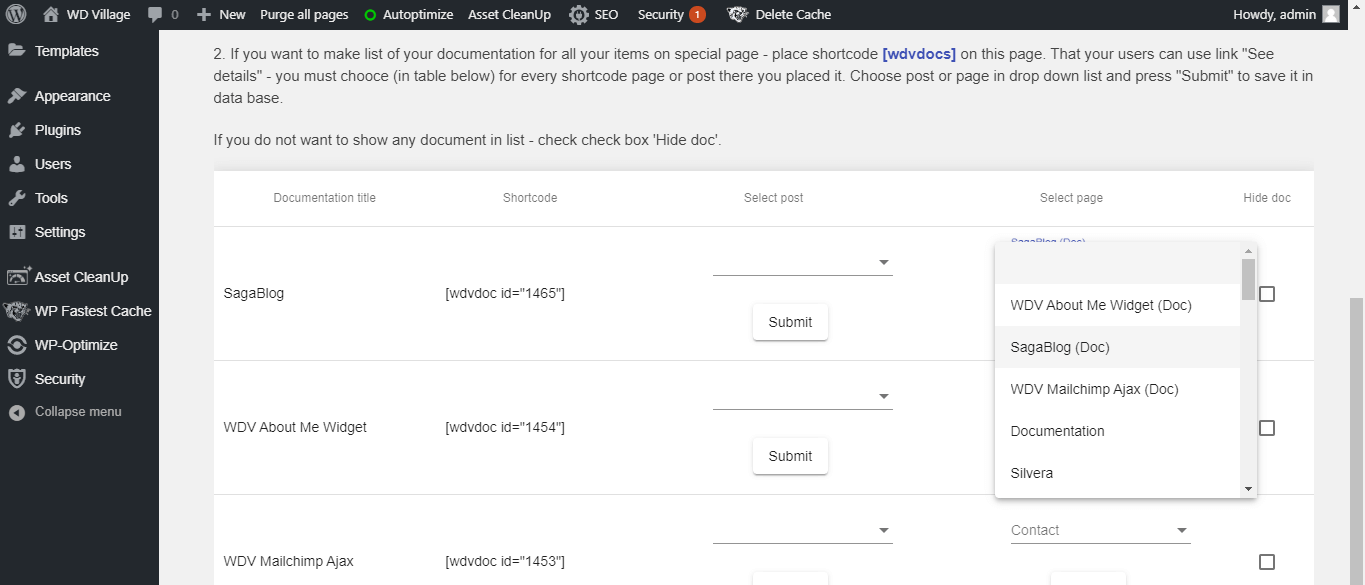 WD Village 0 New Purge all pages Autoptimize Asset CleanUp SEO Security 1 Delete Cache Howdy, admin
Templates
Appearance
Plugins
Users
Tools
Settings
Asset CleanUp
WP Fastest Cache
WP-Optimize
Security
Collapse menu
2. If you want to make list of your documentation for all your items on special page - place shortcode [wdvdocs] on this page. That your users can use link "See
details" - you must chooce (in table below) for every shortcode page or post there you placed it. Choose post or page in drop down list and press "Submit" to save it in
data base.
If you do not want to show any document in list - check check box 'Hide doc'.
Documentation title Shortcode Select post Select page Hide doc
SagaBlog (Doc)
SagaBlog [wdvdoc id="1465"]
Submit
WDV About Me Widget (Doc)
SagaBlog (Doc)
WDV Mailchimp Ajax (Doc)
Documentation
Silvera
WDV About Me Widget [wdvdoc id="1454"]
Submit
Contact
WDV Mailchimp Ajax [wdvdoc id="1453"]